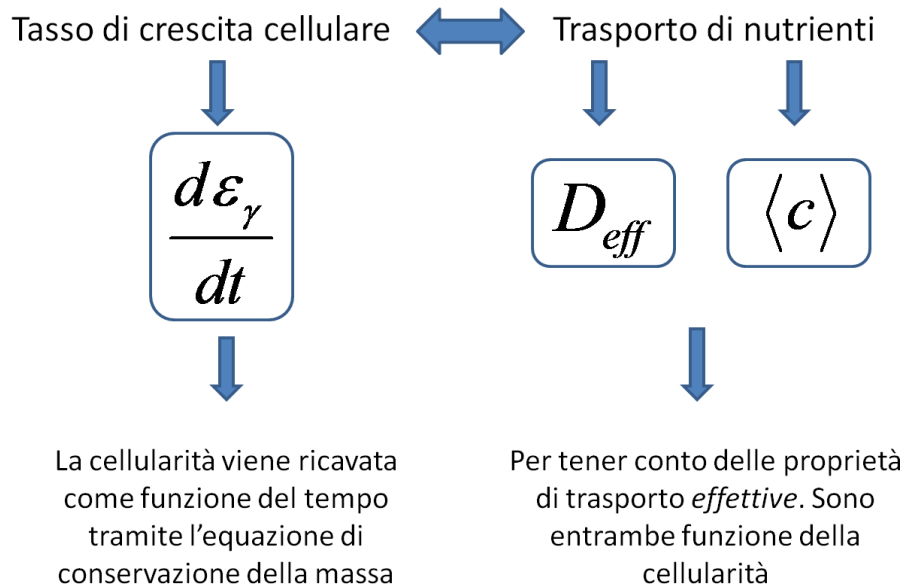 Tasso di crescita cellulare
Trasporto di nutrienti
dε_γ
dt
D_eff
⟨c⟩
La cellularità viene ricavata
come funzione del tempo
tramite l'equazione di
conservazione della massa
Per tener conto delle proprietà
di trasporto effettive. Sono
entrambe funzione della
cellularità